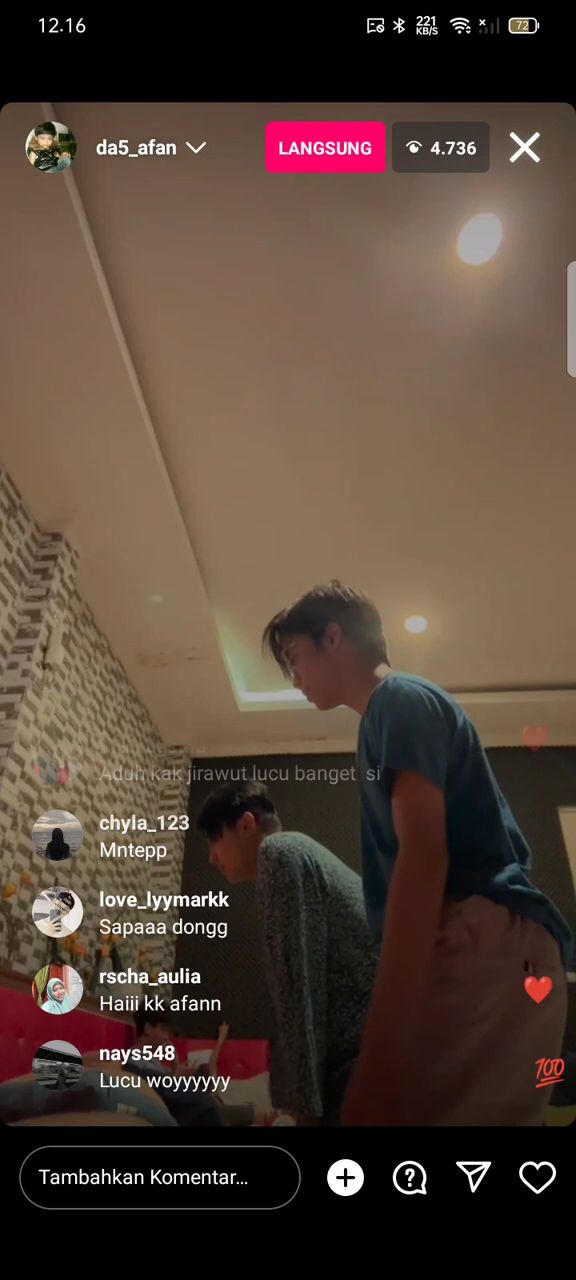 12.16
221
KB/S
72
da5_afan
LANGSUNG
4.736
Aduh kak jirawut lucu banget si
chyla_123
Mntepp
love_lyymarkk
Sapaaa dongg
rscha_aulia
Haiii kk afann
nays548
Lucu woyyyyyy
100
Tambahkan Komentar...